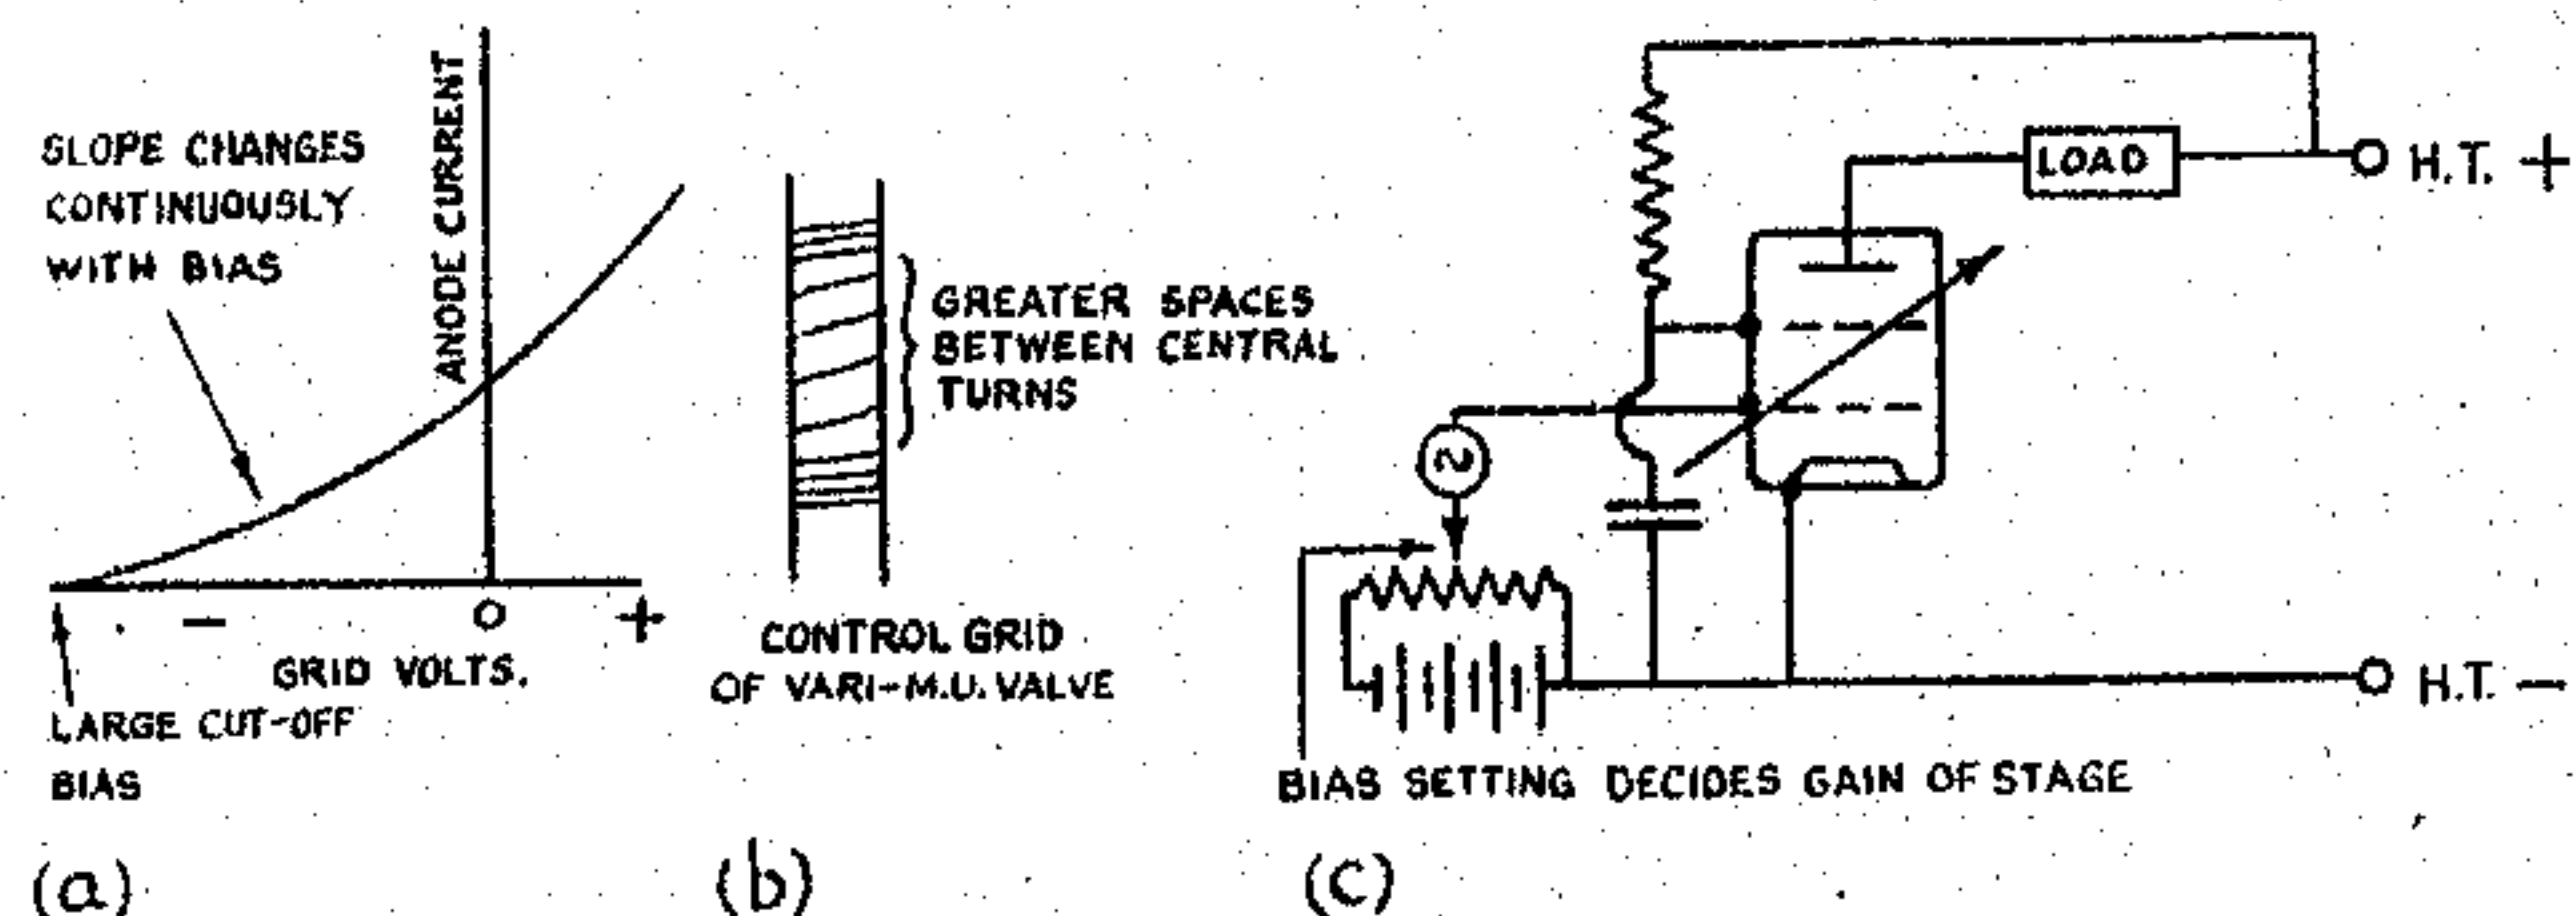 SLOPE CHANGES
CONTINUOUSLY
WITH BIAS
ANODE CURRENT
− O +
GRID VOLTS.
LARGE CUT-OFF
BIAS
(a)
GREATER SPACES
BETWEEN CENTRAL
TURNS
CONTROL GRID
OF VARI-M.U. VALVE
(b)
LOAD
H.T. +
H.T. −
BIAS SETTING DECIDES GAIN OF STAGE
(c)